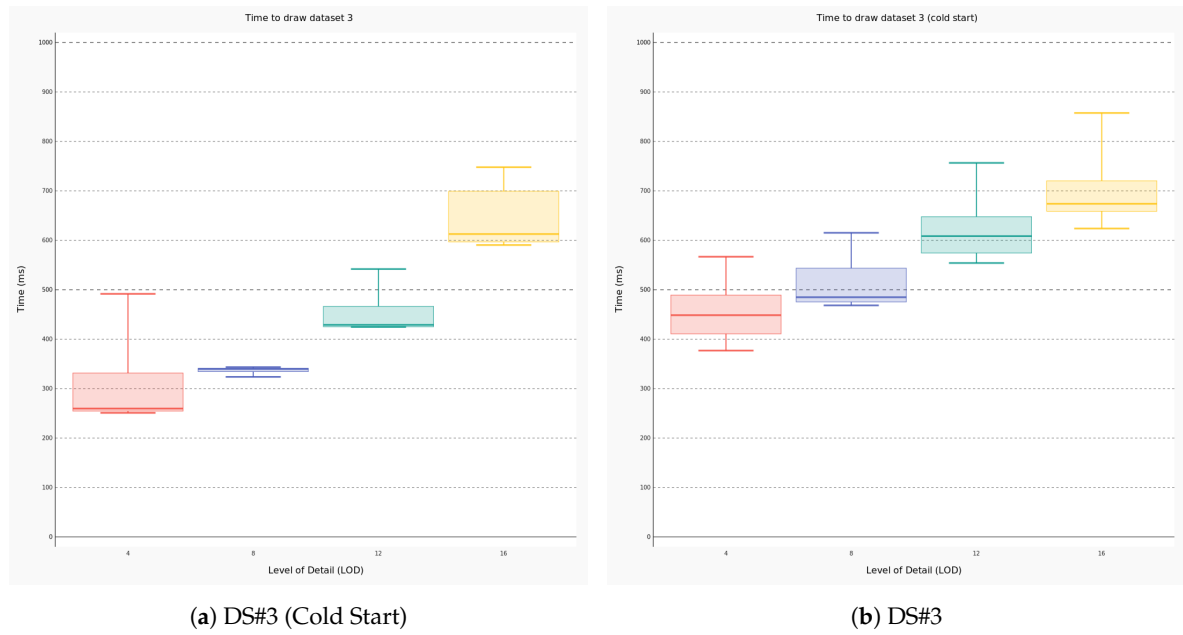 Time to draw dataset 3
1000
900
800
700
600
500
400
300
200
100
0
Time (ms)
4 8 12 16
Level of Detail (LOD)
(a) DS#3 (Cold Start)
Time to draw dataset 3 (cold start)
1000
900
800
700
600
500
400
300
200
100
0
Time (ms)
4 8 12 16
Level of Detail (LOD)
(b) DS#3